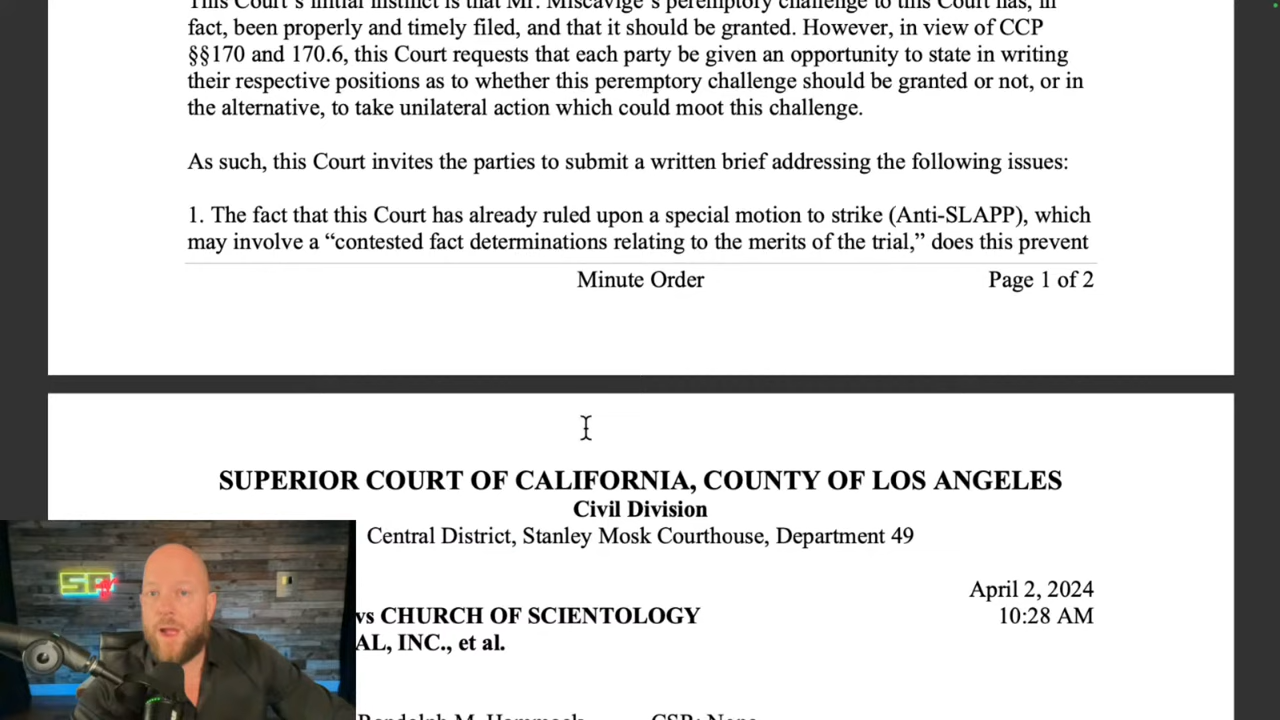 This Court's initial instinct is that Mr. Miscavige's peremptory challenge to this Court has, in
fact, been properly and timely filed, and that it should be granted. However, in view of CCP
§§170 and 170.6, this Court requests that each party be given an opportunity to state in writing
their respective positions as to whether this peremptory challenge should be granted or not, or in
the alternative, to take unilateral action which could moot this challenge.
As such, this Court invites the parties to submit a written brief addressing the following issues:
1. The fact that this Court has already ruled upon a special motion to strike (Anti-SLAPP), which
may involve a “contested fact determinations relating to the merits of the trial,” does this prevent
Minute Order Page 1 of 2
SUPERIOR COURT OF CALIFORNIA, COUNTY OF LOS ANGELES
Civil Division
Central District, Stanley Mosk Courthouse, Department 49
April 2, 2024
vs CHURCH OF SCIENTOLOGY 10:28 AM
AL, INC., et al.
Randolph M. Hammock CSR: None
SP